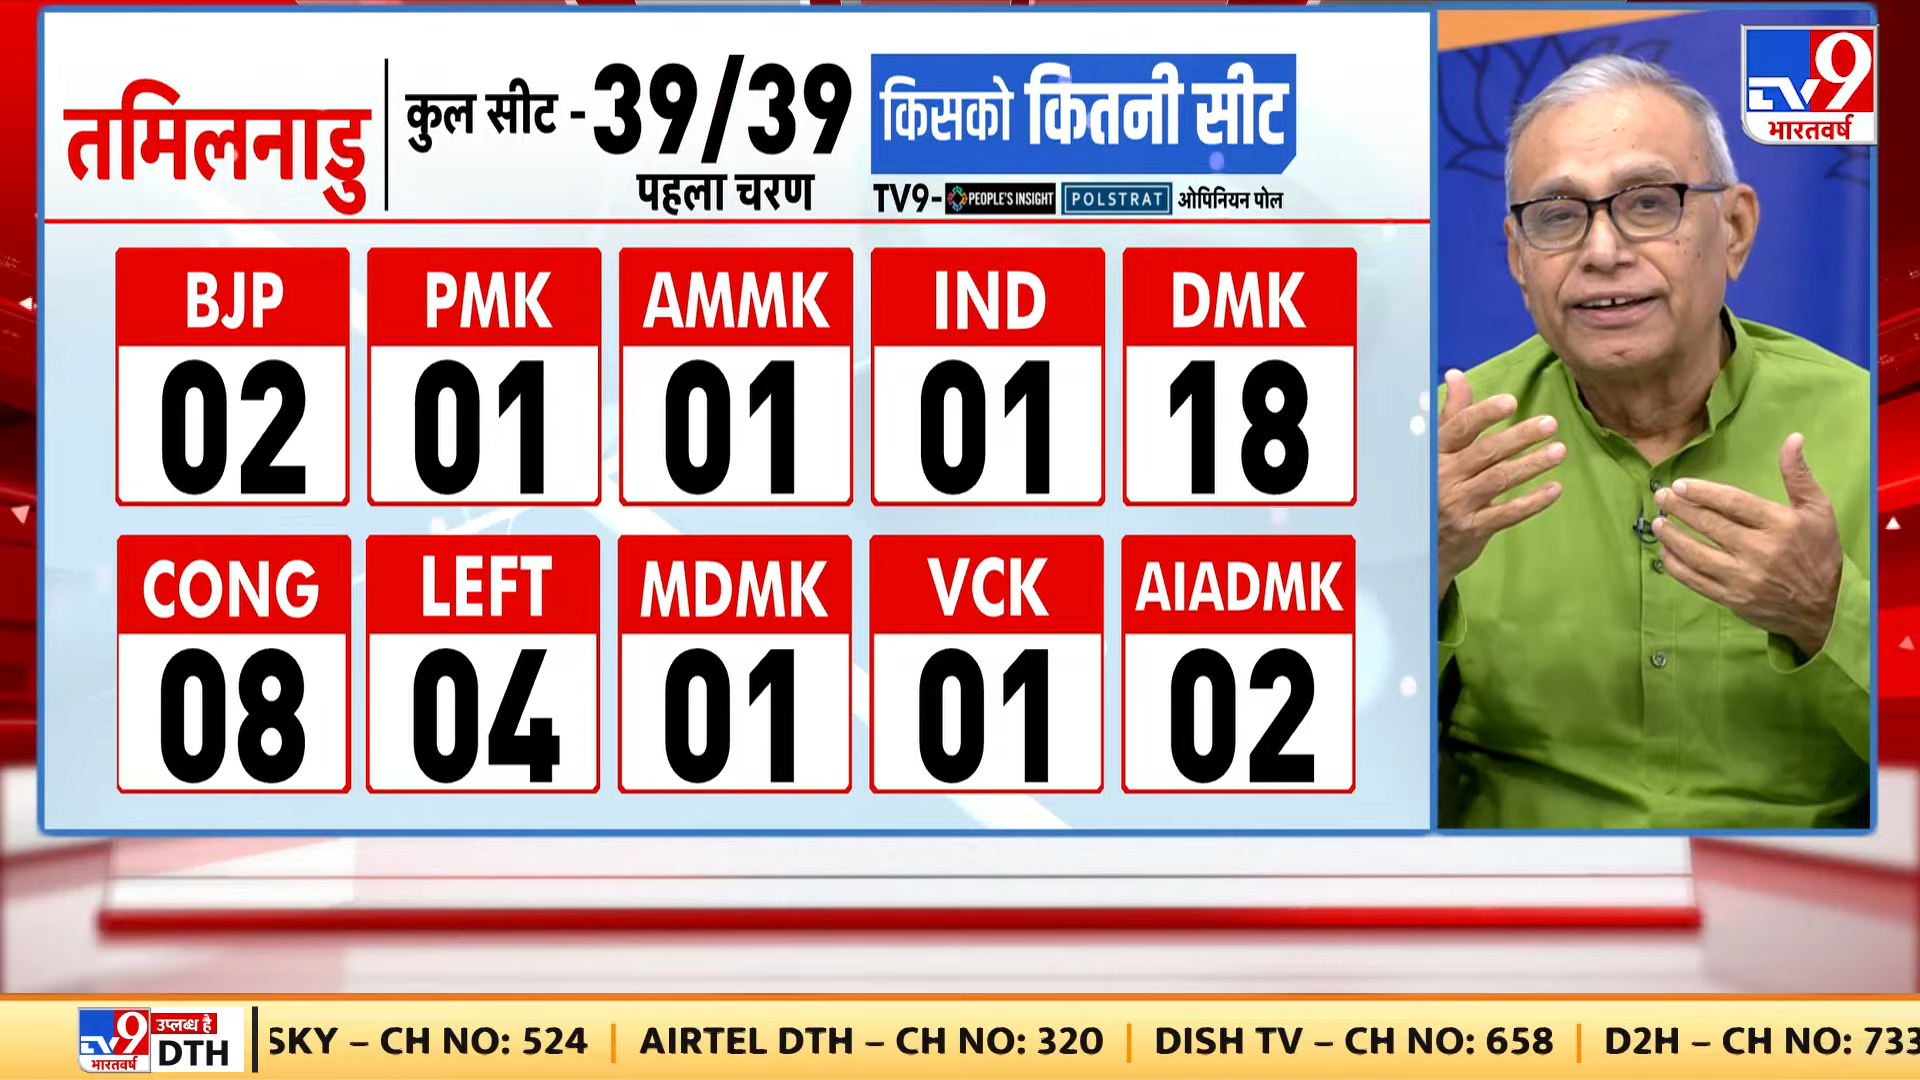 तमिलनाडु
कुल सीट - 39/39
पहला चरण
किसको कितनी सीट
TV9- PEOPLE'S INSIGHT POLSTRAT ओपिनियन पोल
TV9
भारतवर्ष
BJP PMK AMMK IND DMK
02 01 01 01 18
CONG LEFT MDMK VCK AIADMK
08 04 01 01 02
TV9 भारतवर्ष उपलब्ध है DTH
SKY – CH NO: 524 | AIRTEL DTH – CH NO: 320 | DISH TV – CH NO: 658 | D2H – CH NO: 733